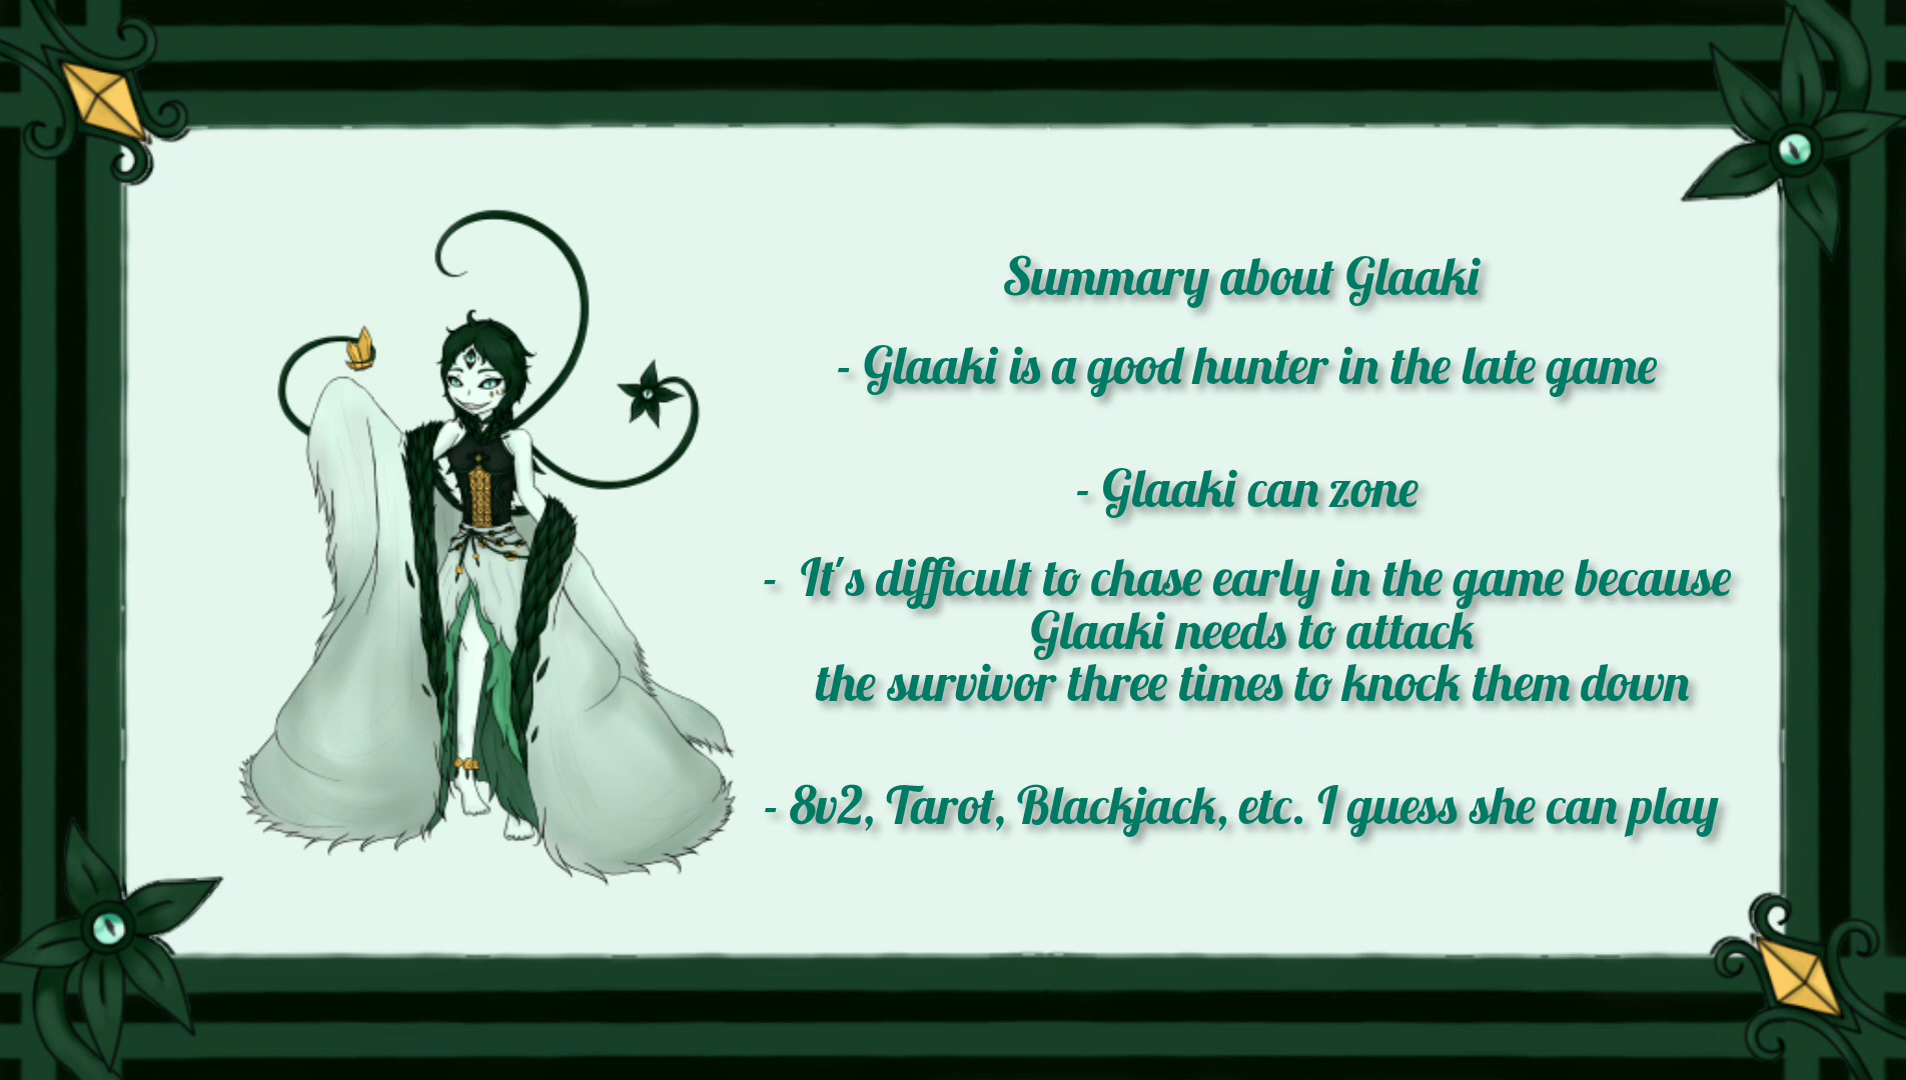 Summary about Glaaki
- Glaaki is a good hunter in the late game
- Glaaki can zone
- It's difficult to chase early in the game because
Glaaki needs to attack
the survivor three times to knock them down
- 8v2, Tarot, Blackjack, etc. I guess she can play